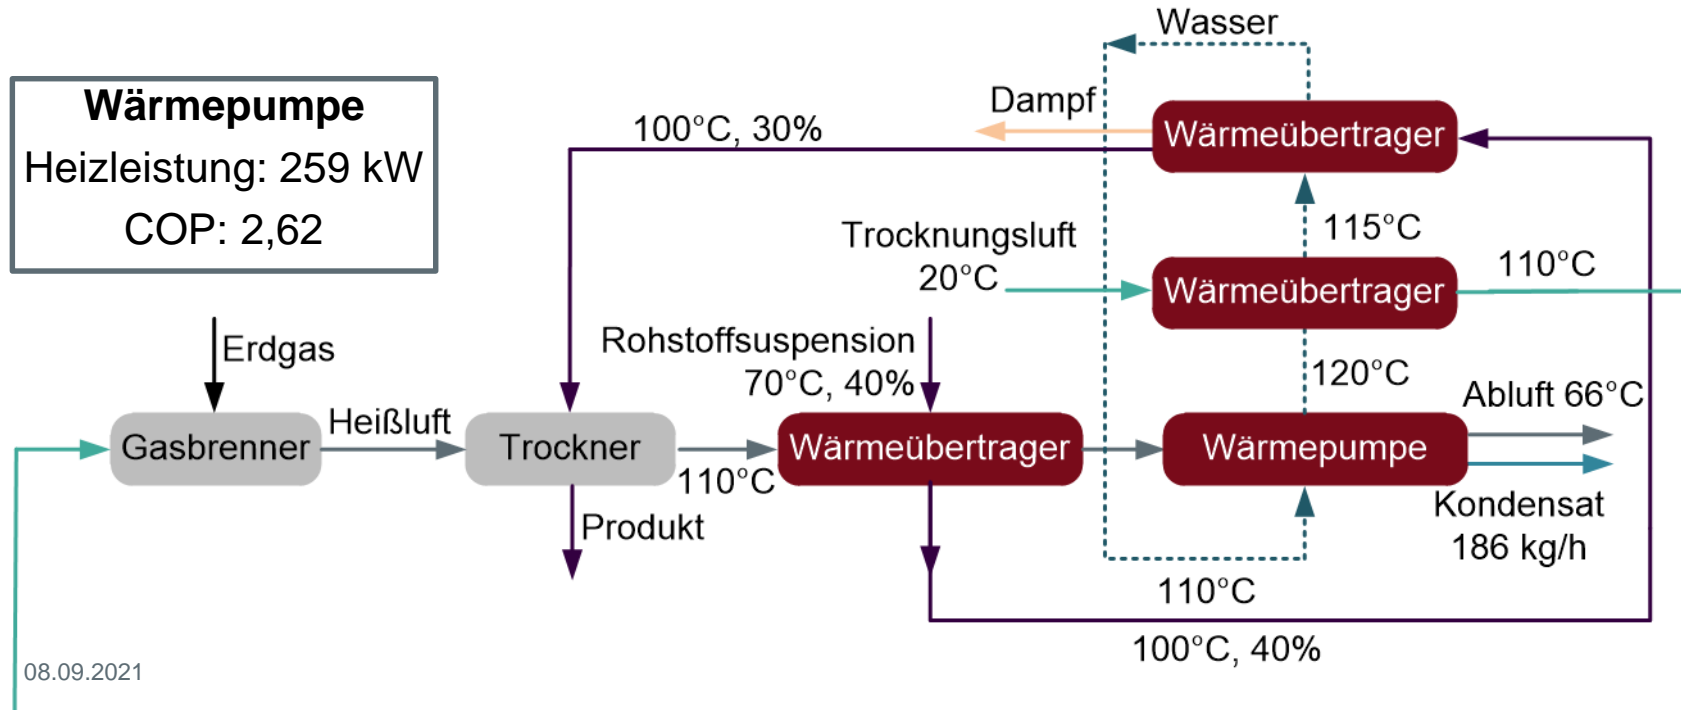 Wasser
Wärmepumpe
Heizleistung: 259 kW
COP: 2,62
Dampf
100°C, 30%
Wärmeübertrager
115°C
Trocknungsluft
20°C
Wärmeübertrager
110°C
Erdgas
Rohstoffsuspension
70°C, 40%
120°C
Abluft 66°C
Gasbrenner
Heißluft
Trockner
110°C
Wärmeübertrager
Wärmepumpe
Produkt
Kondensat
186 kg/h
110°C
100°C, 40%
08.09.2021